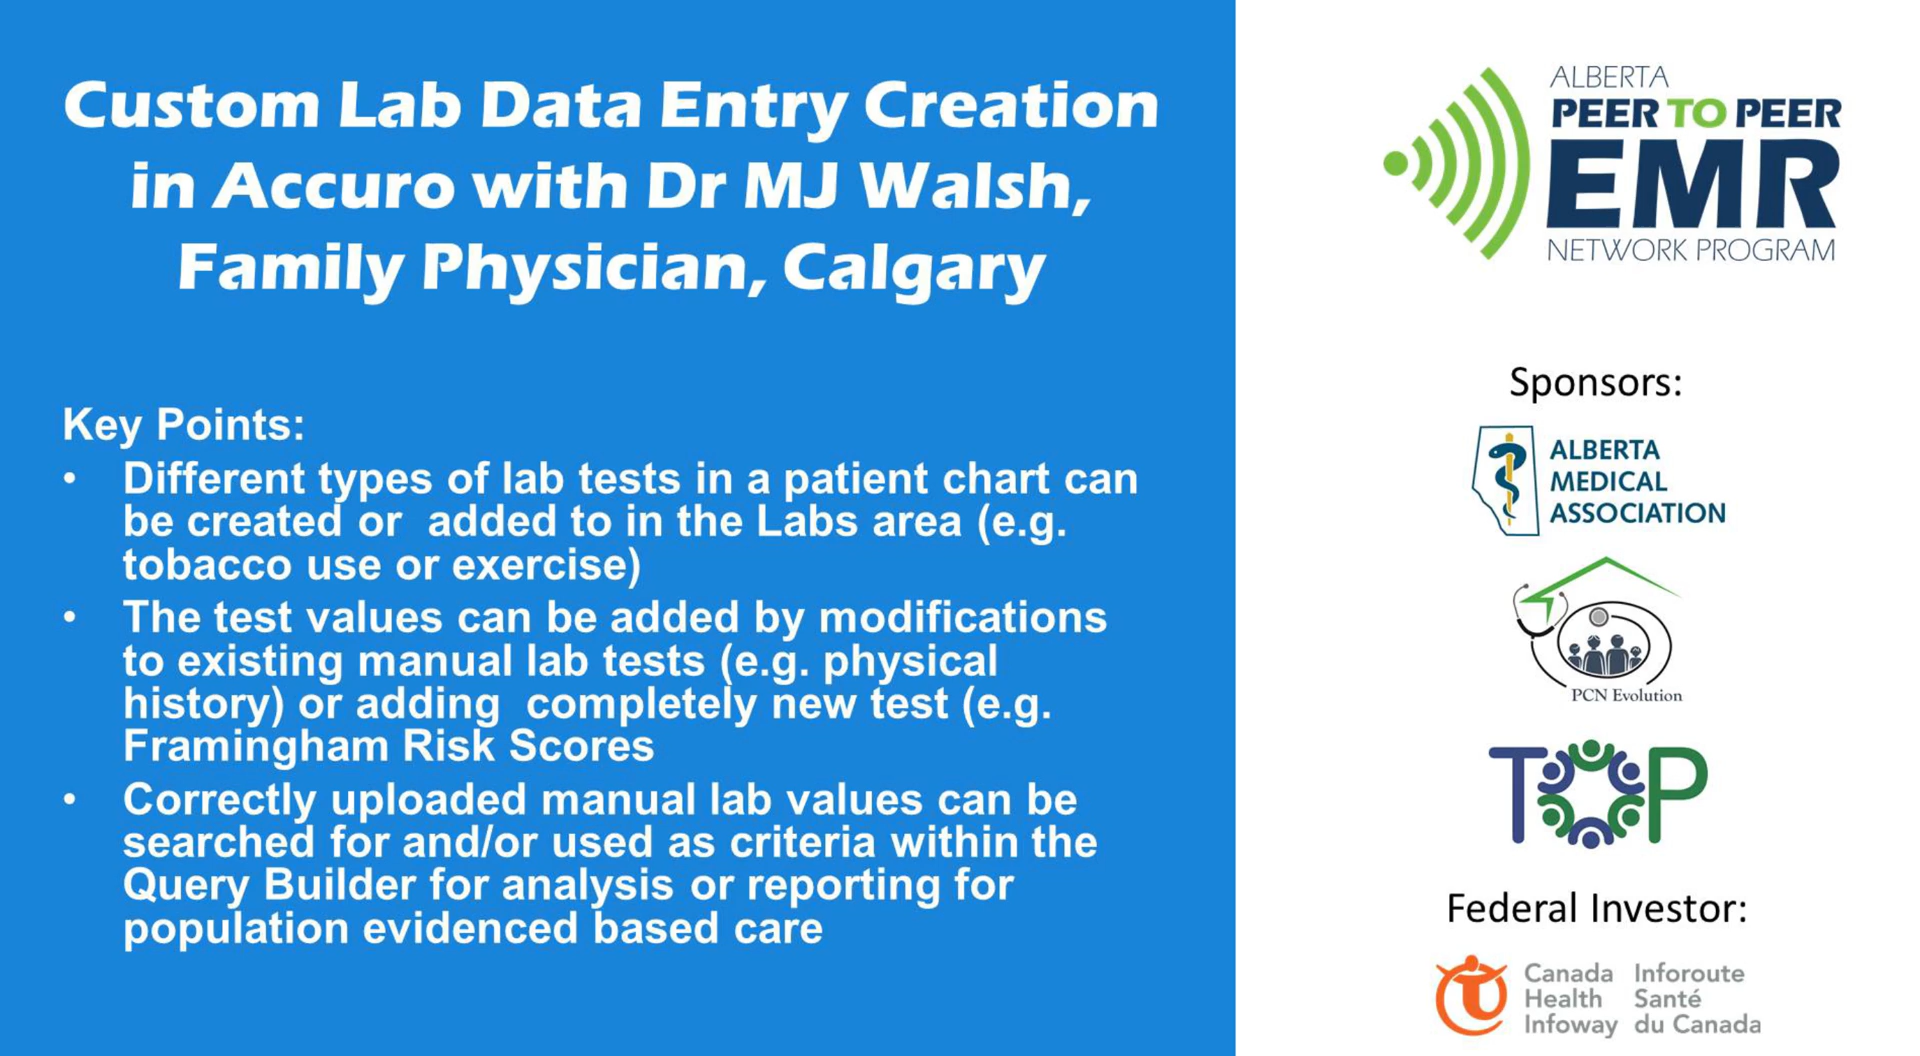 Custom Lab Data Entry Creation
in Accuro with Dr MJ Walsh,
Family Physician, Calgary
Key Points:
• Different types of lab tests in a patient chart can
be created or  added to in the Labs area (e.g.
tobacco use or exercise)
• The test values can be added by modifications
to existing manual lab tests (e.g. physical
history) or adding  completely new test (e.g.
Framingham Risk Scores
• Correctly uploaded manual lab values can be
searched for and/or used as criteria within the
Query Builder for analysis or reporting for
population evidenced based care
ALBERTA
PEER TO PEER
EMR
NETWORK PROGRAM
Sponsors:
ALBERTA
MEDICAL
ASSOCIATION
PCN Evolution
TOP
Federal Investor:
Canada
Health
Infoway
Inforoute
Santé
du Canada